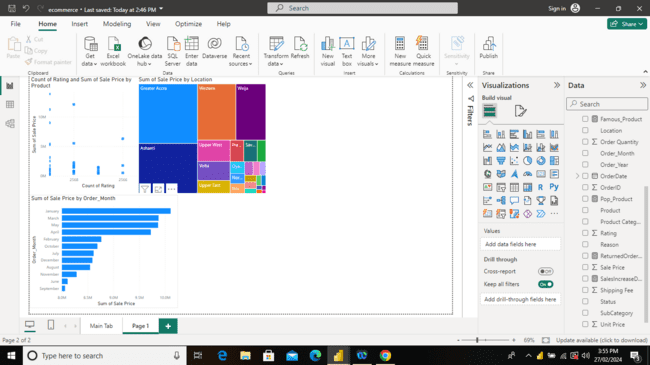 ecommerce • Last saved: Today at 2:46 PM
Search
Sign in
File
Home
Insert
Modeling
View
Optimize
Help
Share
Paste
Cut
Copy
Format painter
Clipboard
Get data
Excel workbook
OneLake data hub
SQL Server
Enter data
Dataverse
Recent sources
Data
Transform data
Refresh
Queries
New visual
Text box
More visuals
Insert
New measure
Quick measure
Calculations
Sensitivity
Sensitivity
Publish
Share
Count of Rating and Sum of Sale Price by Product
Sum of Sale Price
Count of Rating
Sum of Sale Price by Location
Greater Accra
Western
Weija
Ashanti
Upper West
Volta
Upper East
Sum of Sale Price by Order_Month
Order_Month
January
March
May
April
February
October
July
December
August
November
June
September
Sum of Sale Price
Filters
Visualizations
Build visual
Values
Add data fields here
Drill through
Cross-report
Off
Keep all filters
On
Add drill-through fields here
Data
Search
Famous_Product
Location
Order Quantity
Order_Month
Order_Year
OrderDate
OrderID
Pop_Product
Product
Product Categ...
Rating
Reason
ReturnedOrder...
Sale Price
SalesIncreaseD...
Shipping Fee
Status
SubCategory
Unit Price
Main Tab
Page 1
Page 2 of 2
69%
Update available (click to download)
Type here to search
3:55 PM
27/02/2024